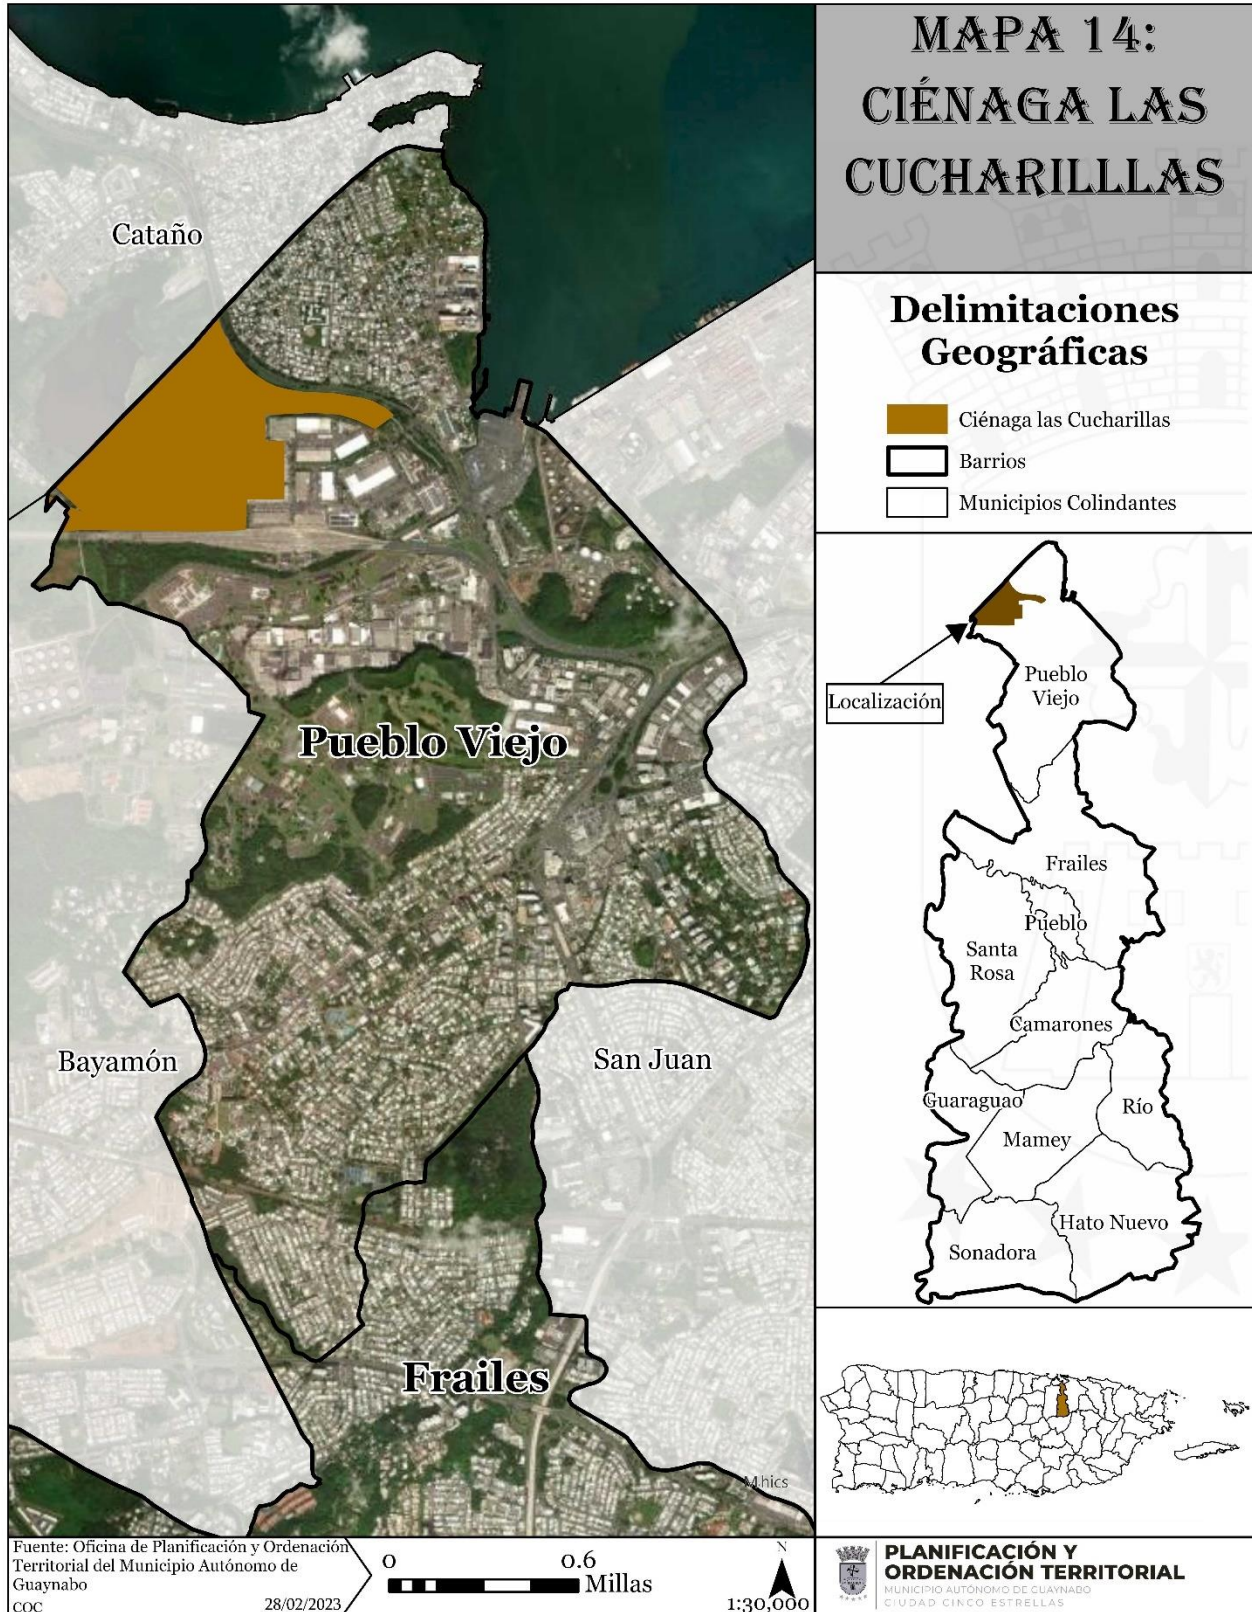 MAPA 14:
CIÉNAGA LAS
CUCHARILLLAS
Delimitaciones
Geográficas
Ciénaga las Cucharillas
Barrios
Municipios Colindantes
Cataño
Pueblo Viejo
Bayamón
San Juan
Frailes
M.hics
Localización
Pueblo
Viejo
Frailes
Pueblo
Santa
Rosa
Camarones
Guaraguao
Río
Mamey
Hato Nuevo
Sonadora
Fuente: Oficina de Planificación y Ordenación
Territorial del Municipio Autónomo de
Guaynabo
COC 28/02/2023
0 0.6
Millas
N
1:30,000
PLANIFICACIÓN Y
ORDENACIÓN TERRITORIAL
MUNICIPIO AUTÓNOMO DE GUAYNABO
CIUDAD CINCO ESTRELLAS